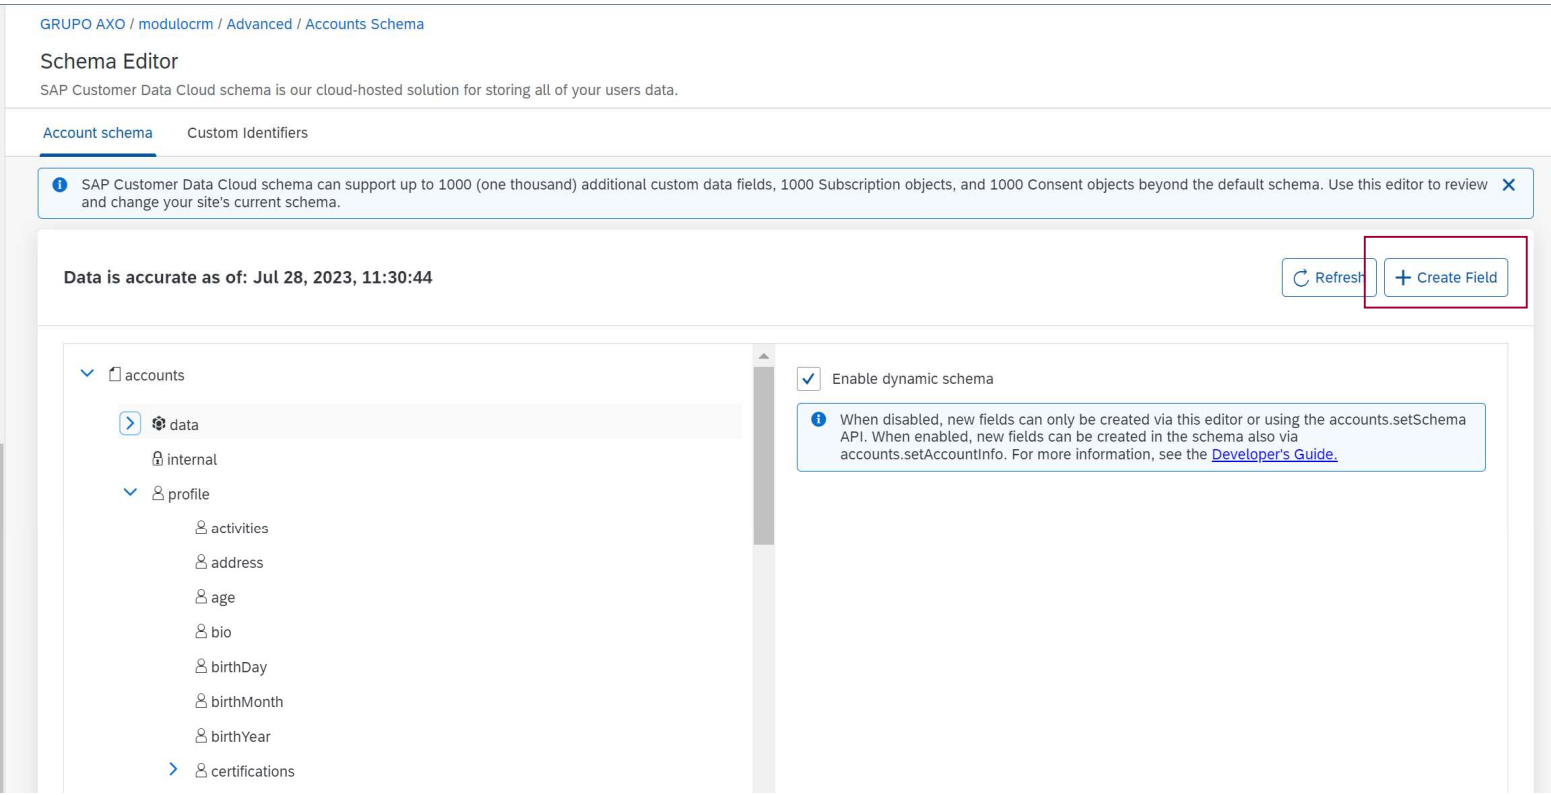 GRUPO AXO / modulocrm / Advanced / Accounts Schema
Schema Editor
SAP Customer Data Cloud schema is our cloud-hosted solution for storing all of your users data.
Account schema
Custom Identifiers
SAP Customer Data Cloud schema can support up to 1000 (one thousand) additional custom data fields, 1000 Subscription objects, and 1000 Consent objects beyond the default schema. Use this editor to review
and change your site's current schema.
Data is accurate as of: Jul 28, 2023, 11:30:44
Refresh
Create Field
accounts
data
internal
profile
activities
address
age
bio
birthDay
birthMonth
birthYear
certifications
Enable dynamic schema
When disabled, new fields can only be created via this editor or using the accounts.setSchema
API. When enabled, new fields can be created in the schema also via
accounts.setAccountInfo. For more information, see the Developer's Guide.